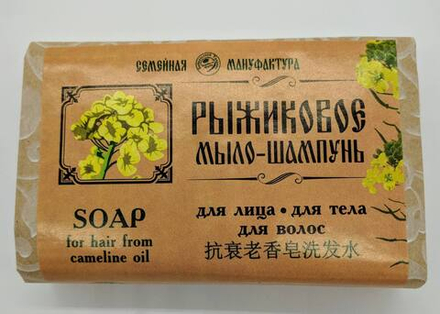 СЕМЕЙНАЯ МАНУФАКТУРА
РЫЖИКОВОЕ
МЫЛО-ШАМПУНЬ
для лица • для тела
для волос
抗衰老香皂洗发水
SOAP
for hair from
cameline oil